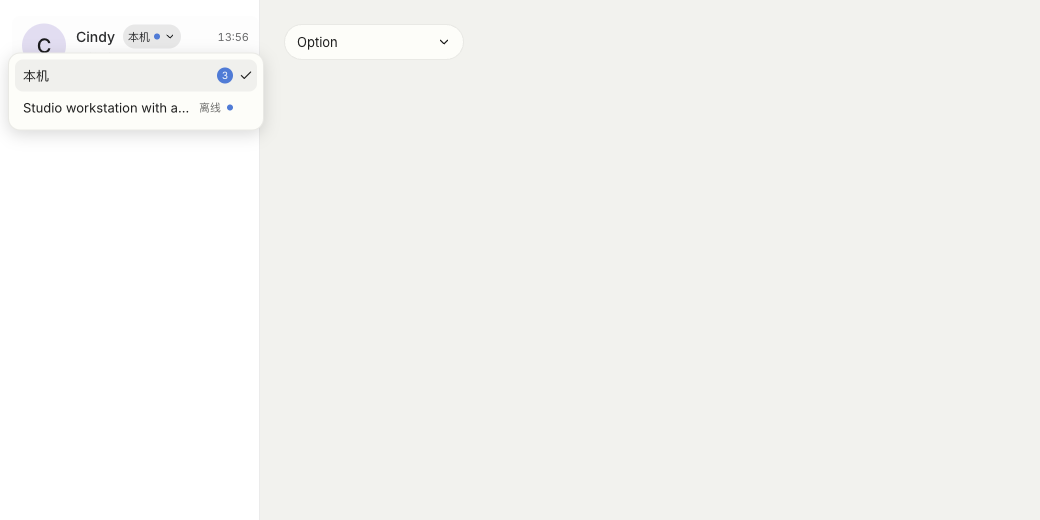 C
Cindy 本机 13:56
Option
本机 3
Studio workstation with a... 离线